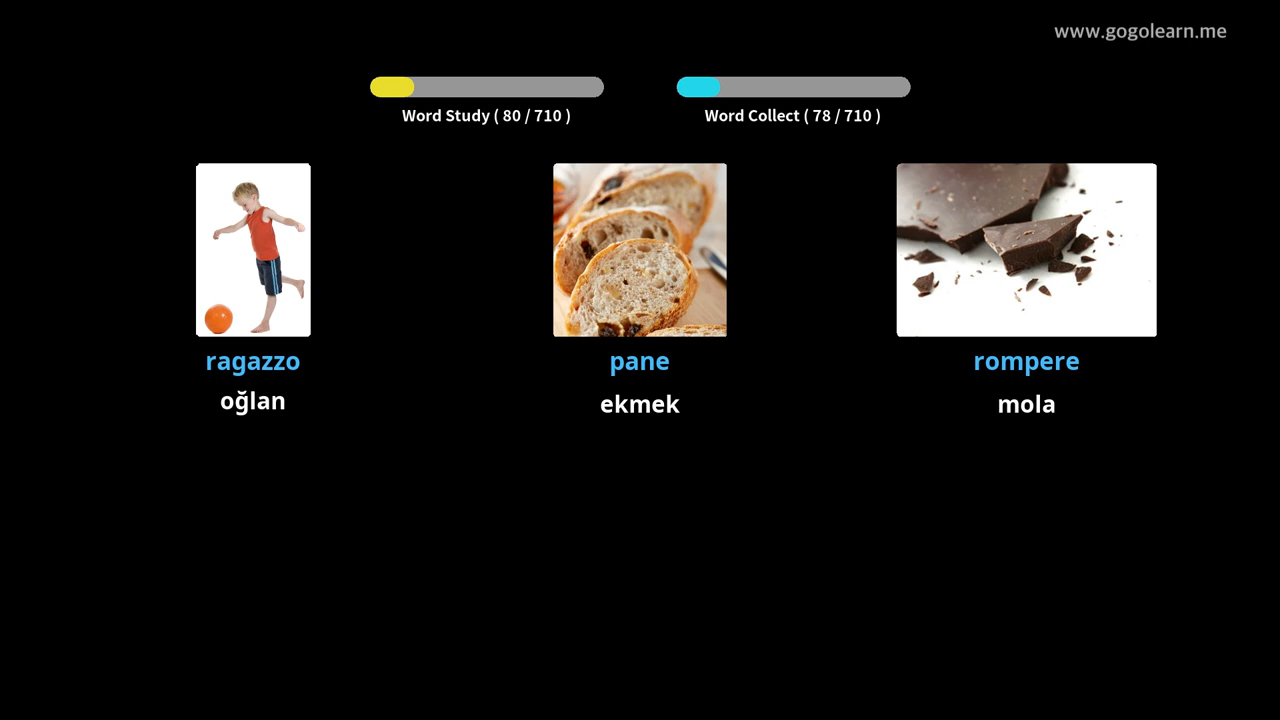 www.gogolearn.me
Word Study ( 80 / 710 )
Word Collect ( 78 / 710 )
ragazzo
oğlan
pane
ekmek
rompere
mola